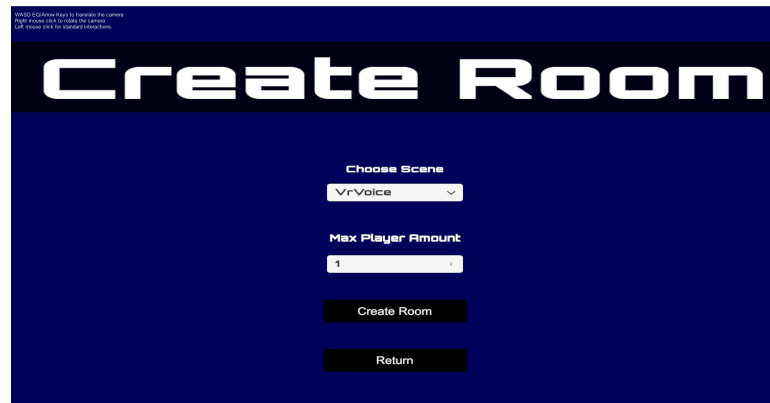 WASD EQ/Arrow Keys to translate the camera
Right mouse click to rotate the camera
Left mouse click for standard interactions.
Create Room
Choose Scene
VrVoice
Max Player Amount
1
Create Room
Return